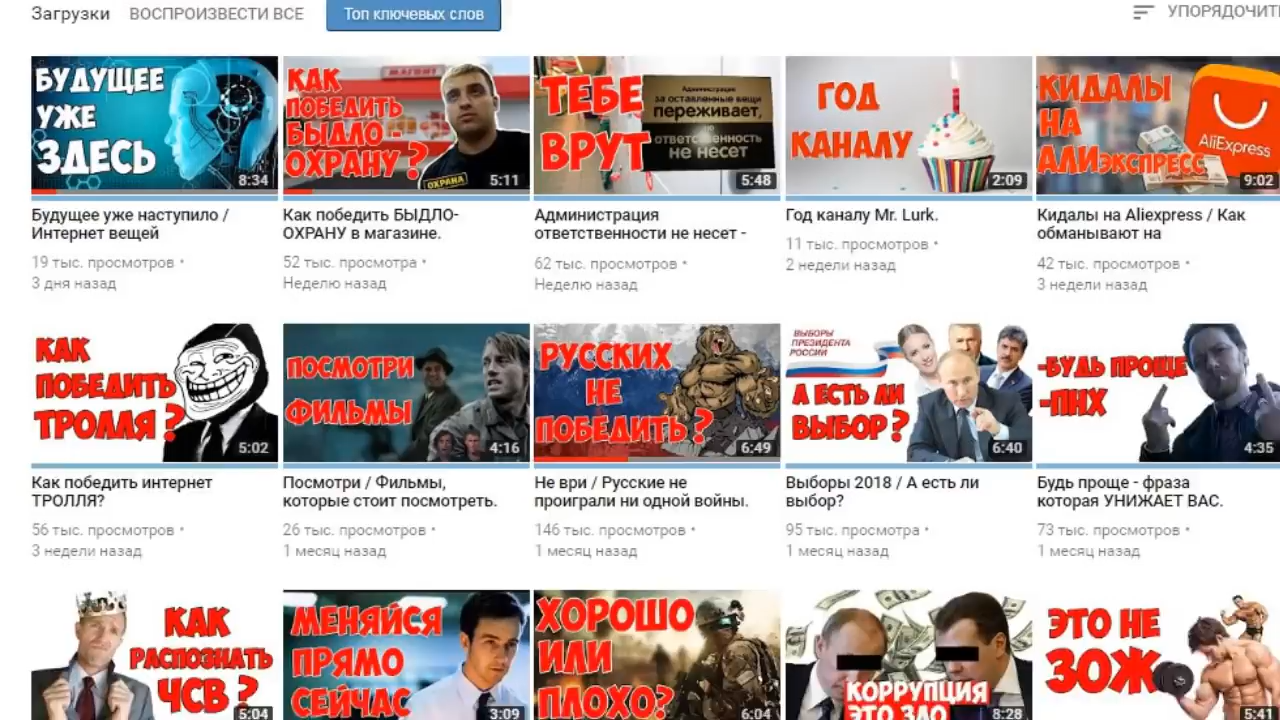 Загрузки ВОСПРОИЗВЕСТИ ВСЕ Топ ключевых слов УПОРЯДОЧИТ
БУДУЩЕЕ
УЖЕ
ЗДЕСЬ
8:34
КАК
ПОБЕДИТЬ
БЫДЛО-
ОХРАНУ?
МАГНИТ
ОХРАНА
5:11
ТЕБЕ
ВРУТ
Администрация
за оставленные вещи
переживает,
но
ответственность
не несет
5:48
ГОД
КАНАЛУ
2:09
КИДАЛЫ
НА
АЛИЭКСПРЕСС
AliExpress
9:02
Будущее уже наступило /
Интернет вещей
19 тыс. просмотров •
3 дня назад
Как победить БЫДЛО-
ОХРАНУ в магазине.
52 тыс. просмотра •
Неделю назад
Администрация
ответственности не несет -
62 тыс. просмотров •
Неделю назад
Год каналу Mr. Lurk.
11 тыс. просмотров •
2 недели назад
Кидалы на Aliexpress / Как
обманывают на
42 тыс. просмотров •
3 недели назад
КАК
ПОБЕДИТЬ
ТРОЛЛЯ?
5:02
ПОСМОТРИ
ФИЛЬМЫ
4:16
РУССКИХ
НЕ
ПОБЕДИТЬ?
6:49
ВЫБОРЫ
ПРЕЗИДЕНТА
РОССИИ
А ЕСТЬ ЛИ
ВЫБОР?
6:40
-БУДЬ ПРОЩЕ
-ПНХ
4:35
Как победить интернет
ТРОЛЛЯ?
56 тыс. просмотров •
3 недели назад
Посмотри / Фильмы,
которые стоит посмотреть.
26 тыс. просмотров •
1 месяц назад
Не ври / Русские не
проиграли ни одной войны.
146 тыс. просмотров •
1 месяц назад
Выборы 2018 / А есть ли
выбор?
95 тыс. просмотра •
1 месяц назад
Будь проще - фраза
которая УНИЖАЕТ ВАС.
73 тыс. просмотров •
1 месяц назад
КАК
РАСПОЗНАТЬ
ЧСВ?
5:04
МЕНЯЙСЯ
ПРЯМО
СЕЙЧАС
3:09
ХОРОШО
ИЛИ
ПЛОХО?
6:04
КОРРУПЦИЯ
ЭТО ЗЛО
8:28
ЭТО НЕ
ЗОЖ
5:41